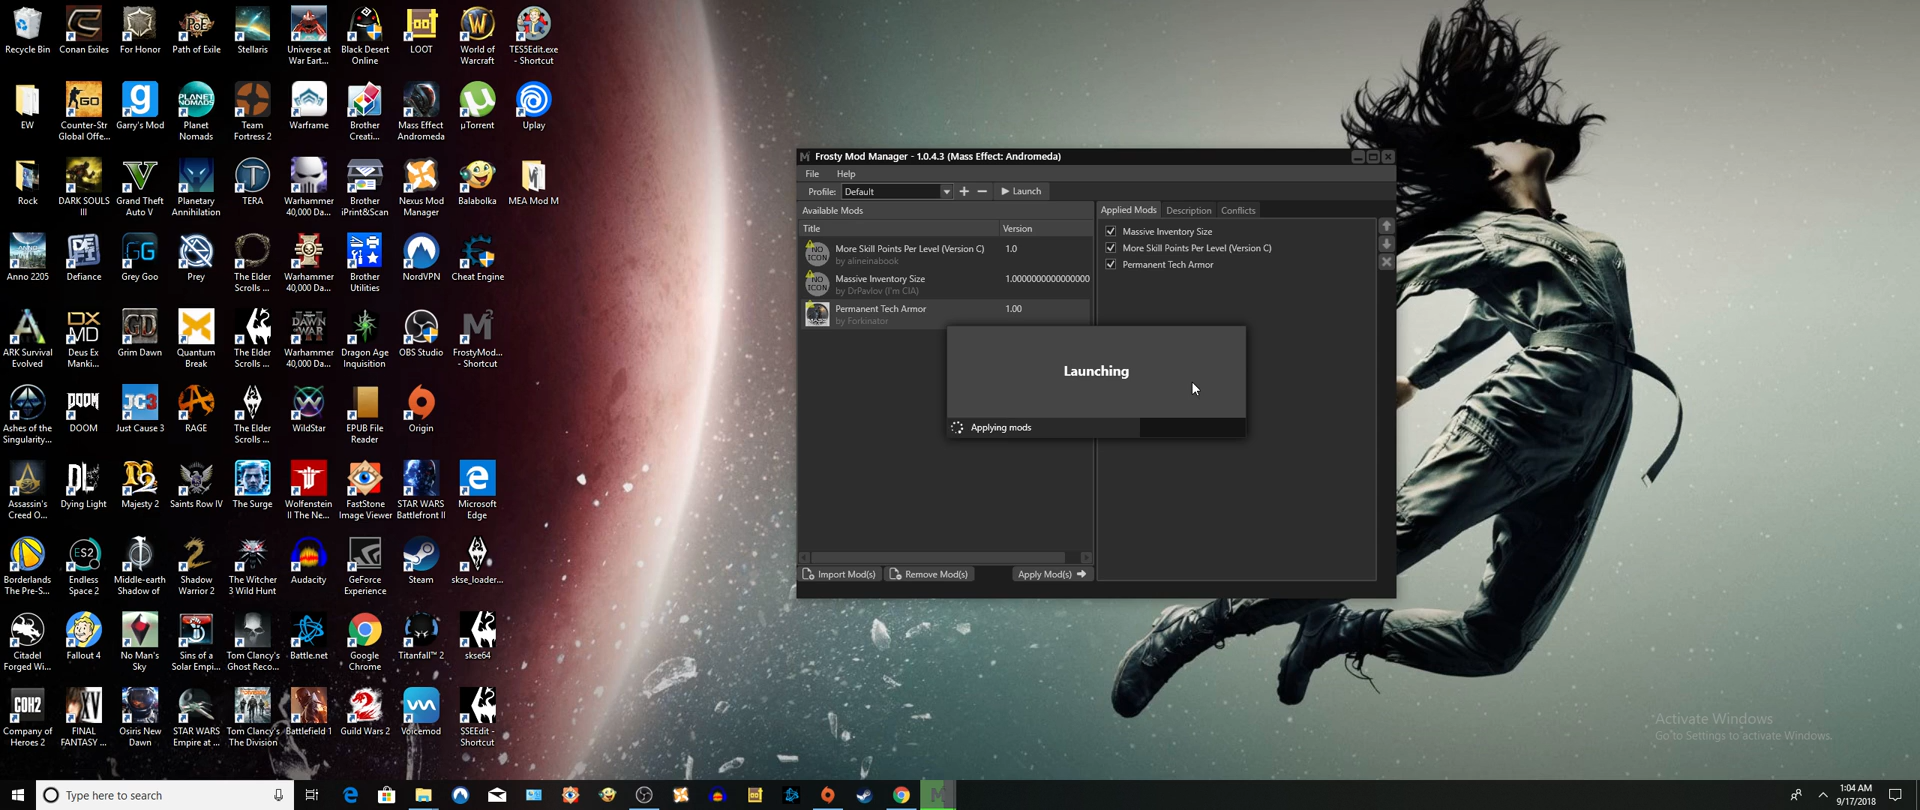 Recycle Bin
Conan Exiles
For Honor
Path of Exile
Stellaris
Universe at
War Eart...
Black Desert
Online
LOOT
World of
Warcraft
TES5Edit.exe
- Shortcut
EW
Counter-Str
Global Offe...
Garry's Mod
Planet
Nomads
Team
Fortress 2
Warframe
Brother
Creati...
Mass Effect
Andromeda
µTorrent
Uplay
Rock
DARK SOULS
III
Grand Theft
Auto V
Planetary
Annihilation
TERA
Warhammer
40,000 Da...
Brother
iPrint&Scan
Nexus Mod
Manager
Balabolka
MEA Mod M
Anno 2205
Defiance
Grey Goo
Prey
The Elder
Scrolls ...
Warhammer
40,000 Da...
Brother
Utilities
NordVPN
Cheat Engine
ARK Survival
Evolved
Deus Ex
Manki...
Grim Dawn
Quantum
Break
The Elder
Scrolls ...
Warhammer
40,000 Da...
Dragon Age
Inquisition
OBS Studio
FrostyMod...
- Shortcut
Ashes of the
Singularity...
DOOM
Just Cause 3
RAGE
The Elder
Scrolls ...
WildStar
EPUB File
Reader
Origin
Assassin's
Creed O...
Dying Light
Majesty 2
Saints Row IV
The Surge
Wolfenstein
II The Ne...
FastStone
Image Viewer
STAR WARS
Battlefront II
Microsoft
Edge
Borderlands
The Pre-S...
Endless
Space 2
Middle-earth
Shadow of
Shadow
Warrior 2
The Witcher
3 Wild Hunt
Audacity
GeForce
Experience
Steam
skse_loader...
Citadel
Forged Wi...
Fallout 4
No Man's
Sky
Sins of a
Solar Empi...
Tom Clancy's
Ghost Reco...
Battle.net
Google
Chrome
Titanfall™ 2
skse64
Company of
Heroes 2
FINAL
FANTASY ...
Osiris New
Dawn
STAR WARS
Empire at ...
Tom Clancy's
The Division
Battlefield 1
Guild Wars 2
Voicemod
SSEEdit -
Shortcut
Frosty Mod Manager - 1.0.4.3 (Mass Effect: Andromeda)
File Help
Profile: Default Launch
Available Mods
Title Version
More Skill Points Per Level (Version C) 1.0
by alineinabook
Massive Inventory Size 1.0000000000000000
by DrPavlov (I'm CIA)
Permanent Tech Armor 1.00
by Forkinator
Applied Mods Description Conflicts
Massive Inventory Size
More Skill Points Per Level (Version C)
Permanent Tech Armor
Launching
Applying mods
Import Mod(s) Remove Mod(s) Apply Mod(s)
Activate Windows
Go to Settings to activate Windows.
Type here to search
1:04 AM
9/17/2018